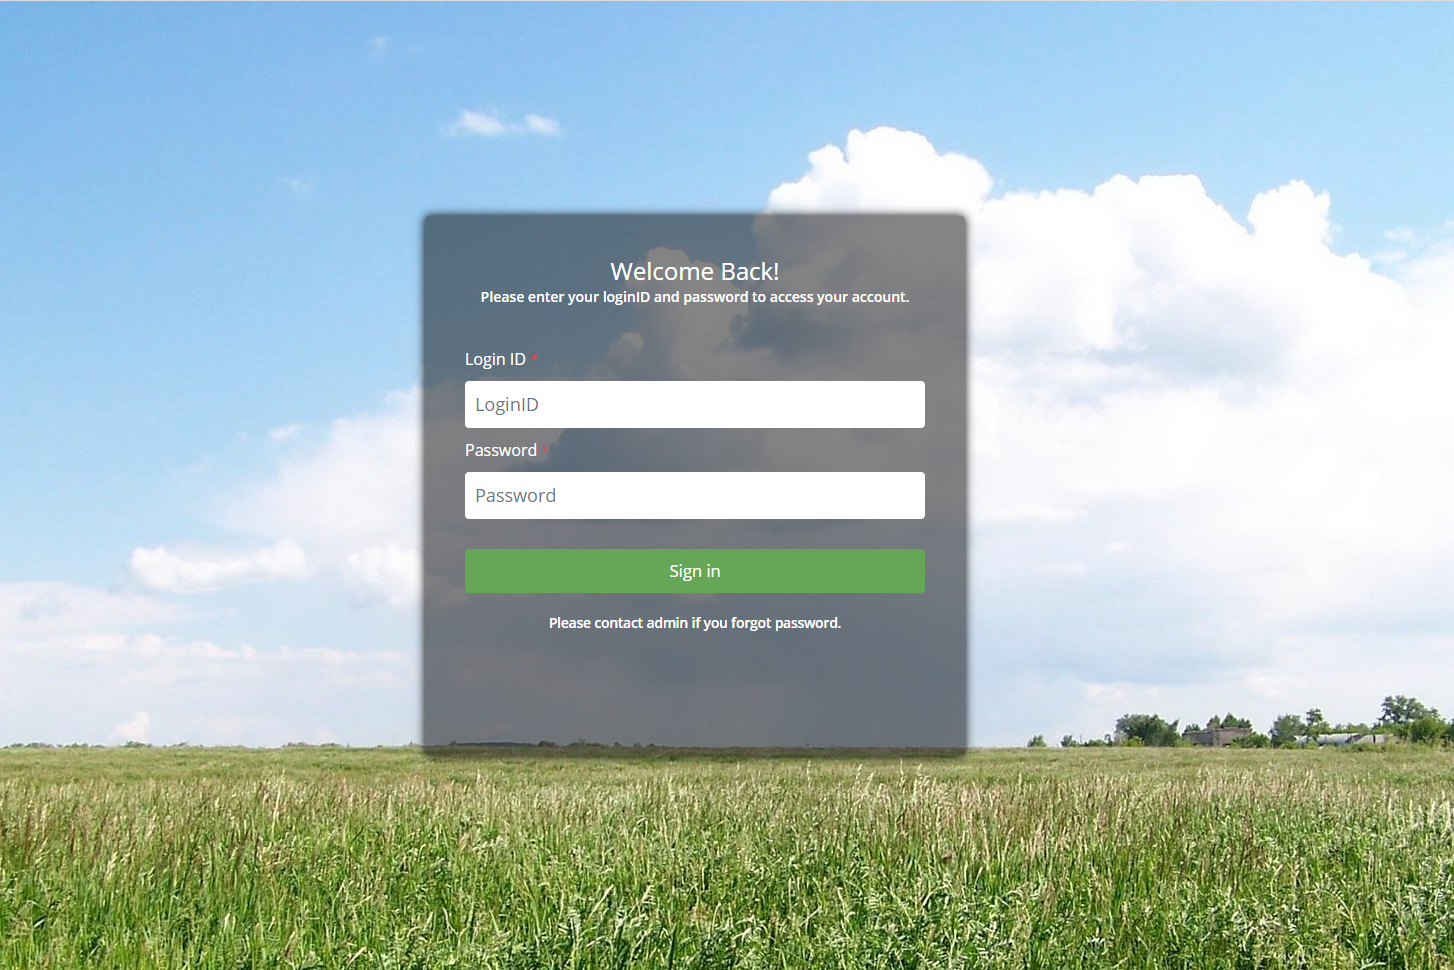 Welcome Back!
Please enter your loginID and password to access your account.
Login ID *
LoginID
Password *
Password
Sign in
Please contact admin if you forgot password.